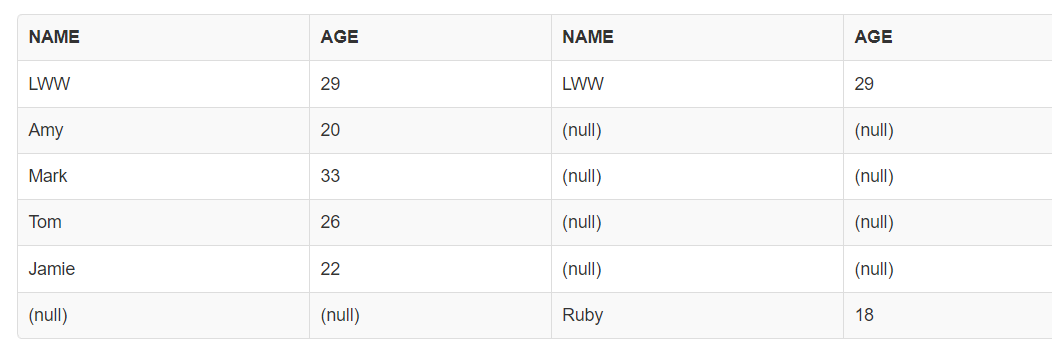 NAME AGE NAME AGE
LWW 29 LWW 29
Amy 20 (null) (null)
Mark 33 (null) (null)
Tom 26 (null) (null)
Jamie 22 (null) (null)
(null) (null) Ruby 18